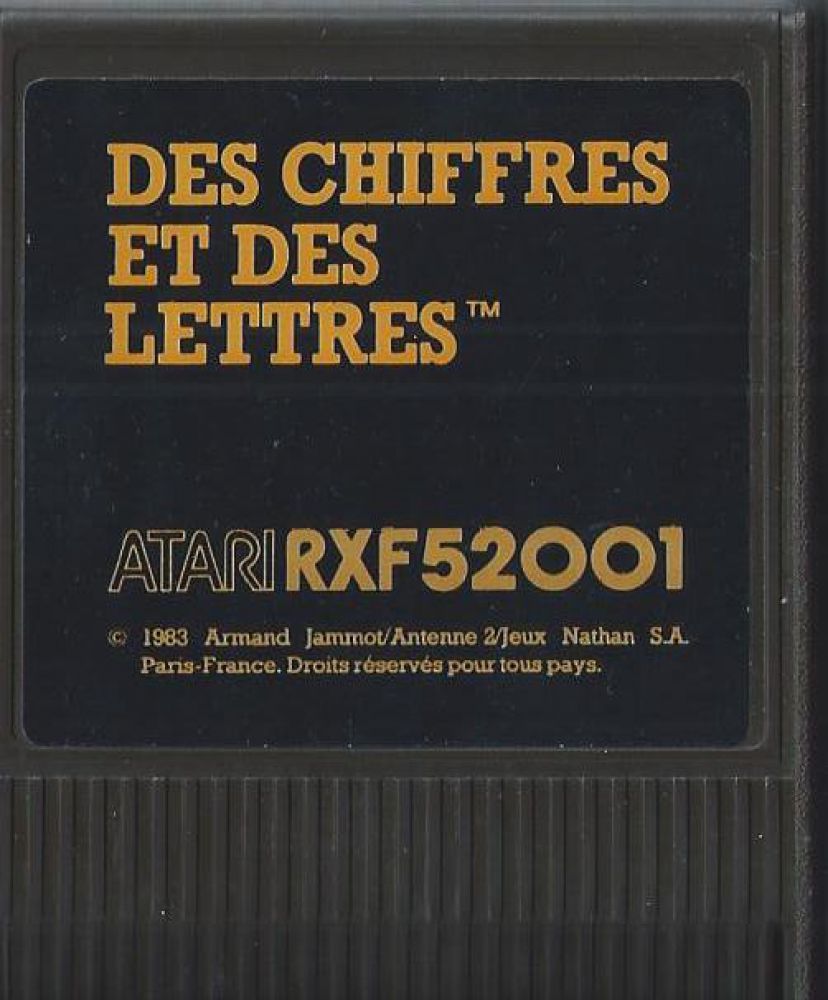 DES CHIFFRES
ET DES
LETTRES™
ATARI RXF52001
© 1983 Armand Jammot/Antenne 2/Jeux Nathan S.A.
Paris-France. Droits réservés pour tous pays.